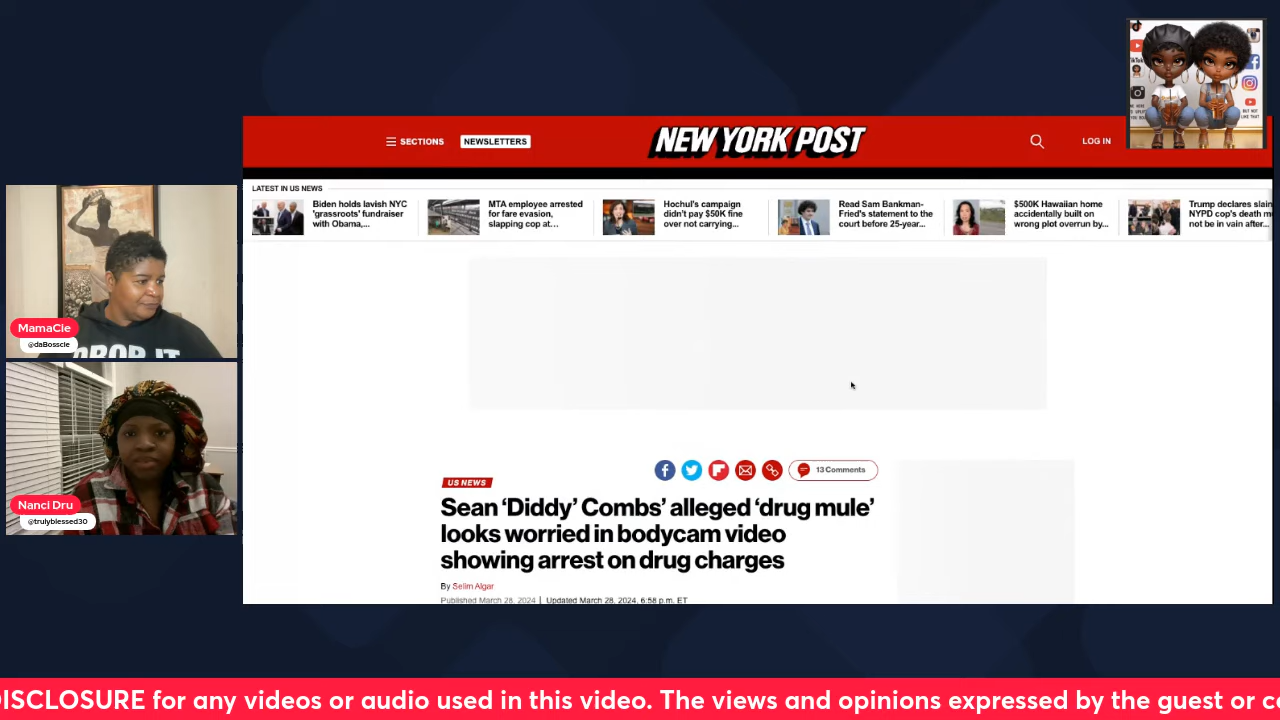 SECTIONS
NEWSLETTERS
NEW YORK POST
LOG IN
LATEST IN US NEWS
Biden holds lavish NYC
'grassroots' fundraiser
with Obama,...
MTA employee arrested
for fare evasion,
slapping cop at...
Hochul's campaign
didn't pay $50K fine
over not carrying...
Read Sam Bankman-
Fried's statement to the
court before 25-year...
$500K Hawaiian home
accidentally built on
wrong plot overrun by...
Trump declares slain
NYPD cop's death m
not be in vain after...
MamaCie
@daBosscie
DROP IT
Nanci Dru
@trulyblessed30
13 Comments
US NEWS
Sean ‘Diddy’ Combs’ alleged ‘drug mule’
looks worried in bodycam video
showing arrest on drug charges
By Selim Algar
Published March 28, 2024 | Updated March 28, 2024, 6:58 p.m. ET
DISCLOSURE for any videos or audio used in this video. The views and opinions expressed by the guest or c